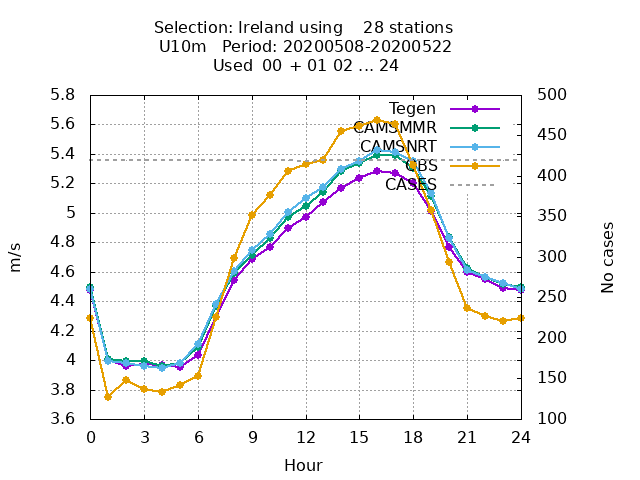 Selection: Ireland using 28 stations
U10m Period: 20200508-20200522
Used 00 + 01 02 ... 24
5.8
5.6
5.4
5.2
5
4.8
4.6
4.4
4.2
4
3.8
3.6
500
450
400
350
300
250
200
150
100
Tegen
CAMSMMR
CAMSNRT
OBS
CASES
m/s
No cases
0 3 6 9 12 15 18 21 24
Hour